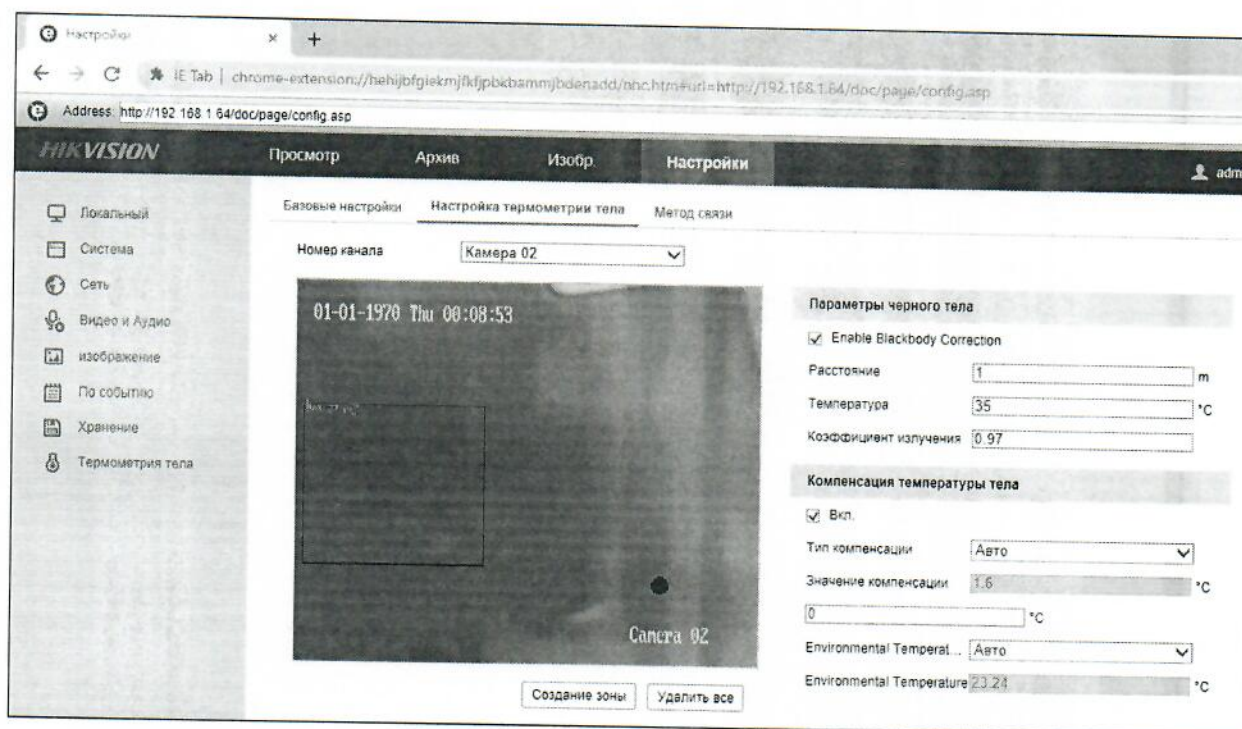 Настройки
IE Tab | chrome-extension://hehijbfgiekmjfkfjpbkbammjbdenadd/nhc.htm#url=http://192.168.1.64/doc/page/config.asp
Address: http://192.168.1.64/doc/page/config.asp
HIKVISION Просмотр Архив Изобр. Настройки adm
Локальный
Система
Сеть
Видео и Аудио
изображение
По событию
Хранение
Термометрия тела
Базовые настройки Настройка термометрии тела Метод связи
Номер канала Камера 02
01-01-1970 Thu 00:08:53
Camera 02
Создание зоны Удалить все
Параметры черного тела
Enable Blackbody Correction
Расстояние 1 m
Температура 35 °C
Коэффициент излучения 0.97
Компенсация температуры тела
Вкл.
Тип компенсации Авто
Значение компенсации 1.6 °C
0 °C
Environmental Temperat... Авто
Environmental Temperature 23.24 °C